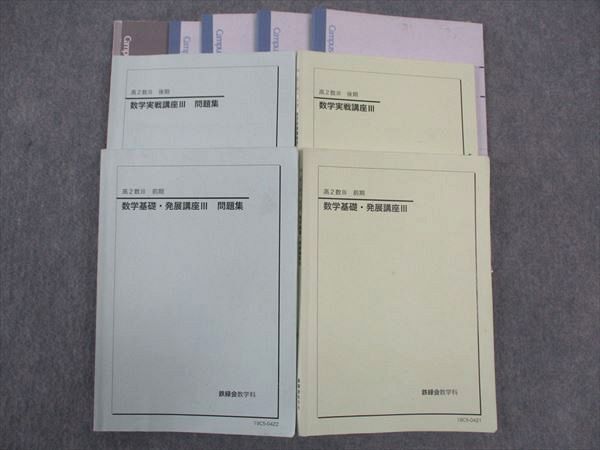 Campus
Campus
Campus
Campus
Campus
高2数Ⅲ 後期
数学実戦講座Ⅲ 問題集
高2数Ⅲ 後期
数学実戦講座Ⅲ
高2数Ⅲ 前期
数学基礎・発展講座Ⅲ 問題集
鉄緑会数学科
19CS-0422
高2数Ⅲ 前期
数学基礎・発展講座Ⅲ
鉄緑会数学科
19CS-0421